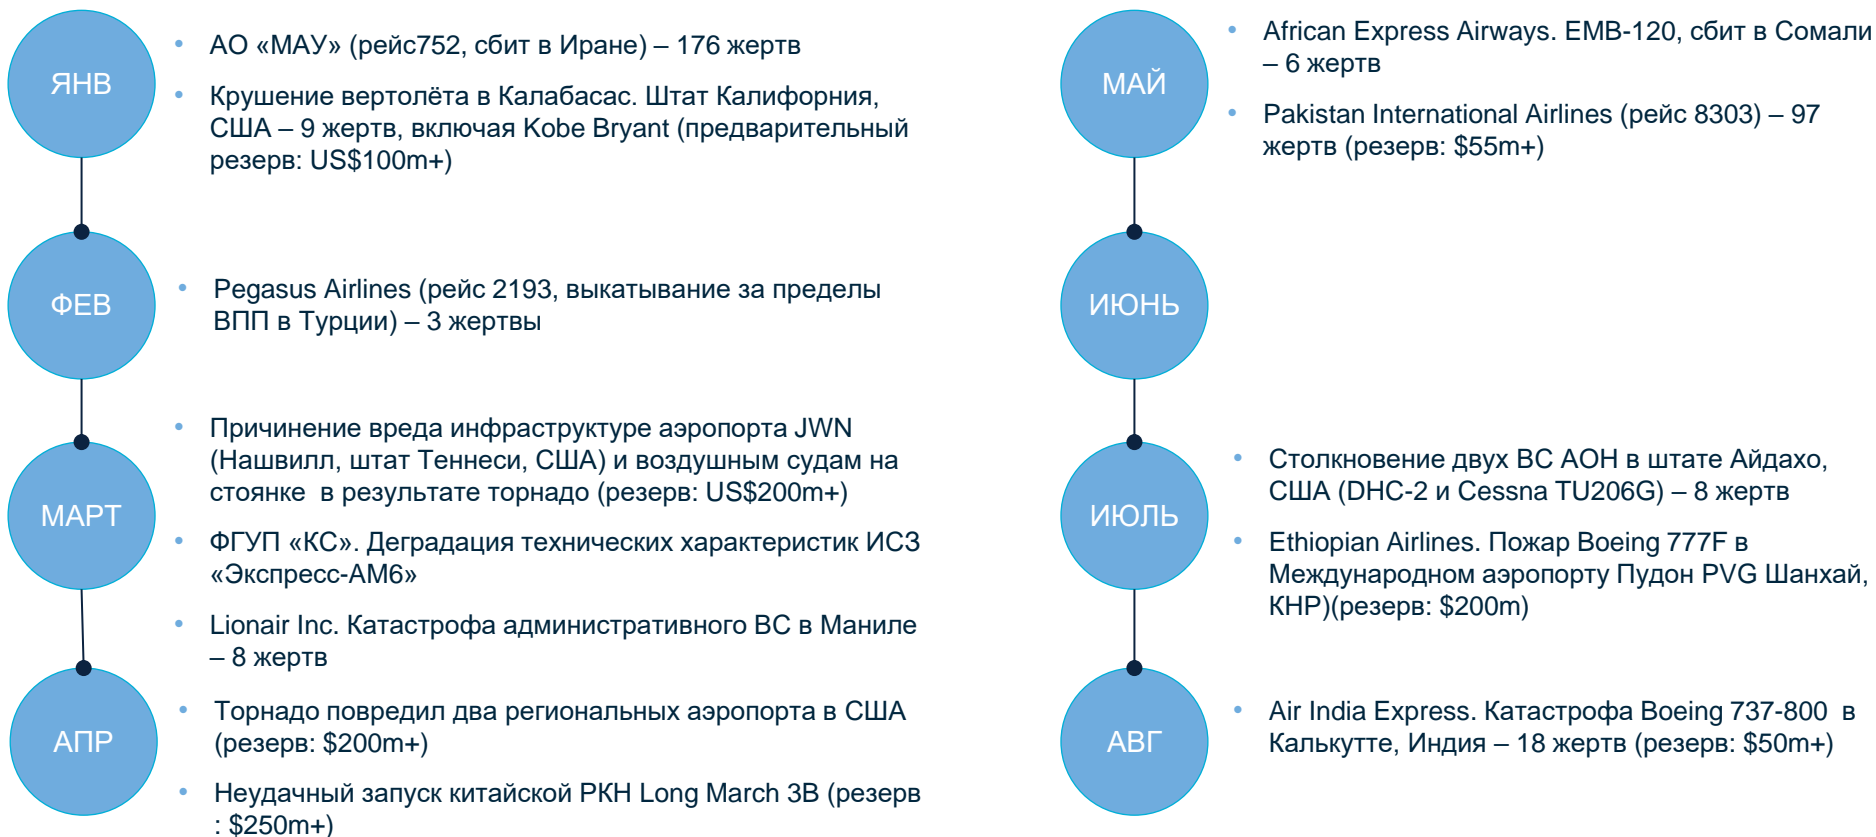 ЯНВ
АО «МАУ» (рейс752, сбит в Иране) – 176 жертв
Крушение вертолёта в Калабасас. Штат Калифорния,
США – 9 жертв, включая Kobe Bryant (предварительный
резерв: US$100m+)
ФЕВ
Pegasus Airlines (рейс 2193, выкатывание за пределы
ВПП в Турции) – 3 жертвы
МАРТ
Причинение вреда инфраструктуре аэропорта JWN
(Нашвилл, штат Теннеси, США) и воздушным судам на
стоянке в результате торнадо (резерв: US$200m+)
ФГУП «КС». Деградация технических характеристик ИСЗ
«Экспресс-АМ6»
Lionair Inc. Катастрофа административного ВС в Маниле
– 8 жертв
АПР
Торнадо повредил два региональных аэропорта в США
(резерв: $200m+)
Неудачный запуск китайской РКН Long March 3B (резерв
: $250m+)
МАЙ
African Express Airways. EMB-120, сбит в Сомали
– 6 жертв
Pakistan International Airlines (рейс 8303) – 97
жертв (резерв: $55m+)
ИЮНЬ
ИЮЛЬ
Столкновение двух ВС АОН в штате Айдахо,
США (DHC-2 и Cessna TU206G) – 8 жертв
Ethiopian Airlines. Пожар Boeing 777F в
Международном аэропорту Пудон PVG Шанхай,
КНР)(резерв: $200m)
АВГ
Air India Express. Катастрофа Boeing 737-800 в
Калькутте, Индия – 18 жертв (резерв: $50m+)